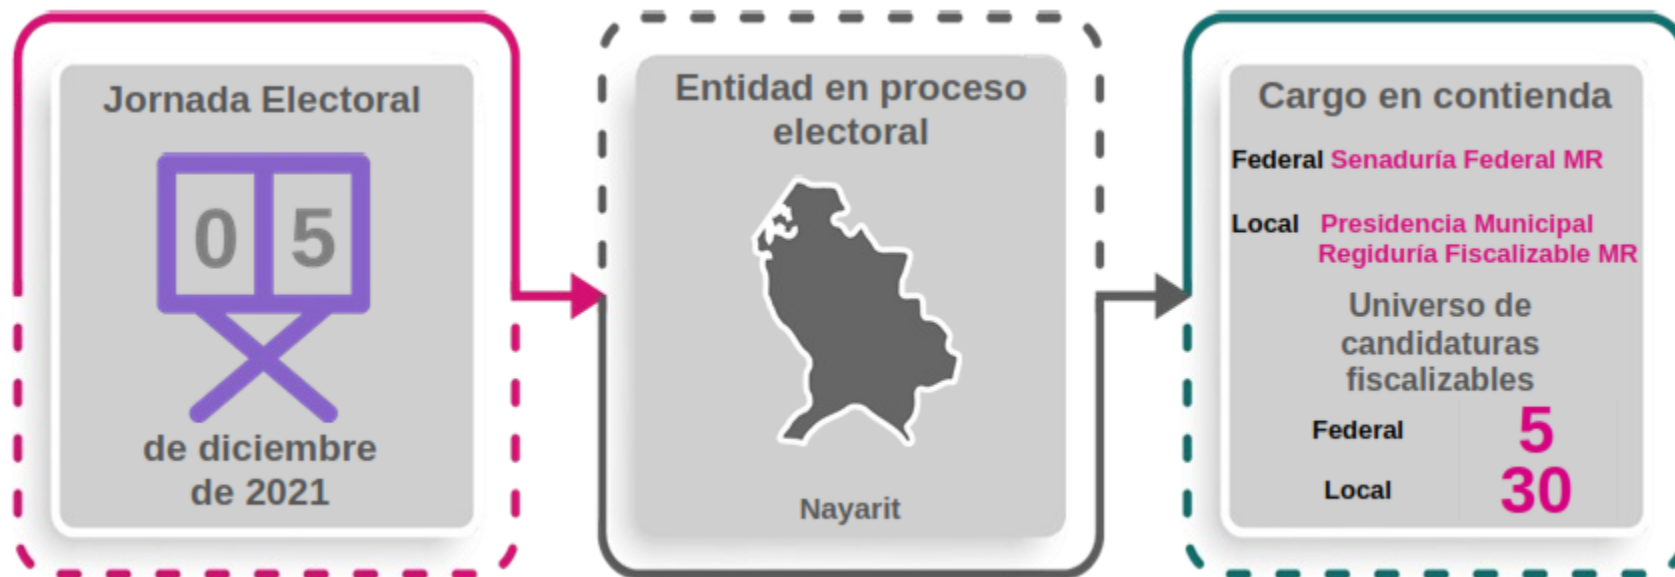 Jornada Electoral
0 5
de diciembre
de 2021
Entidad en proceso
electoral
Nayarit
Cargo en contienda
Federal Senaduría Federal MR
Local Presidencia Municipal
Regiduría Fiscalizable MR
Universo de
candidaturas
fiscalizables
Federal 5
Local 30